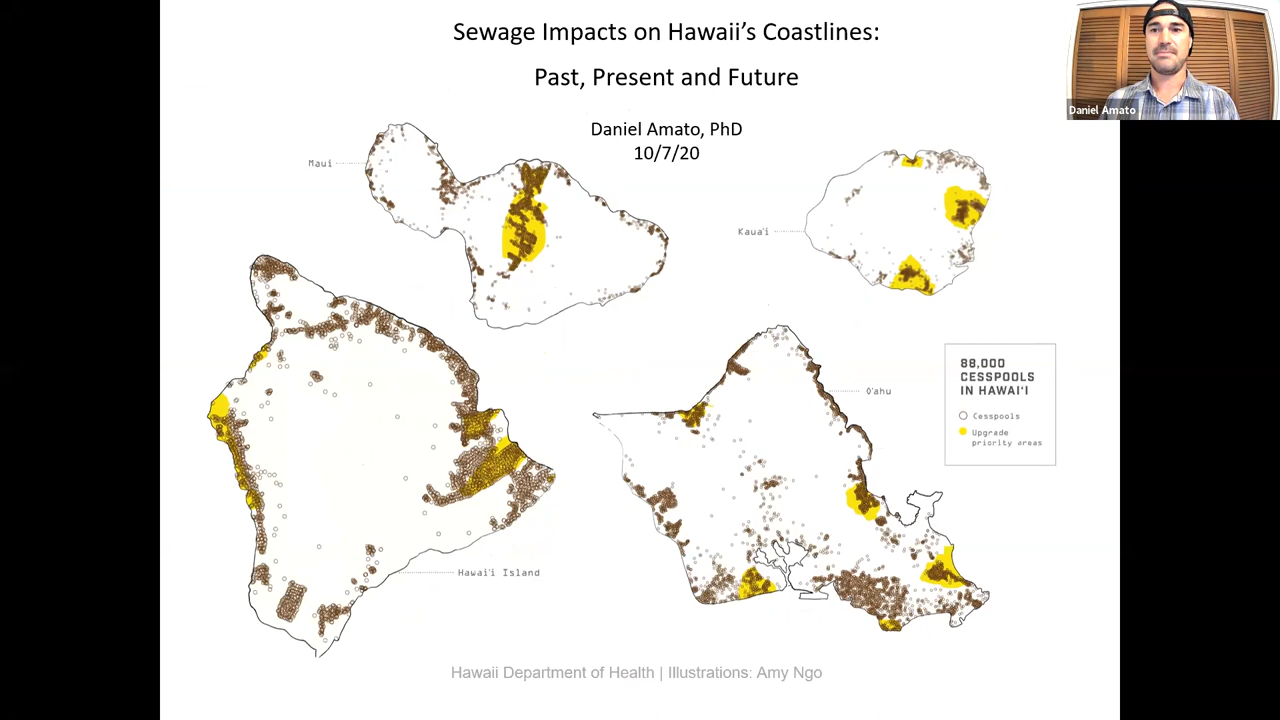 Sewage Impacts on Hawaii's Coastlines:
Past, Present and Future
Daniel Amato
Daniel Amato, PhD
10/7/20
Maui
Kaua'i
88,000
CESSPOOLS
IN HAWAI'I
Cesspools
Upgrade
priority areas
O'ahu
Hawai'i Island
Hawaii Department of Health | Illustrations: Amy Ngo